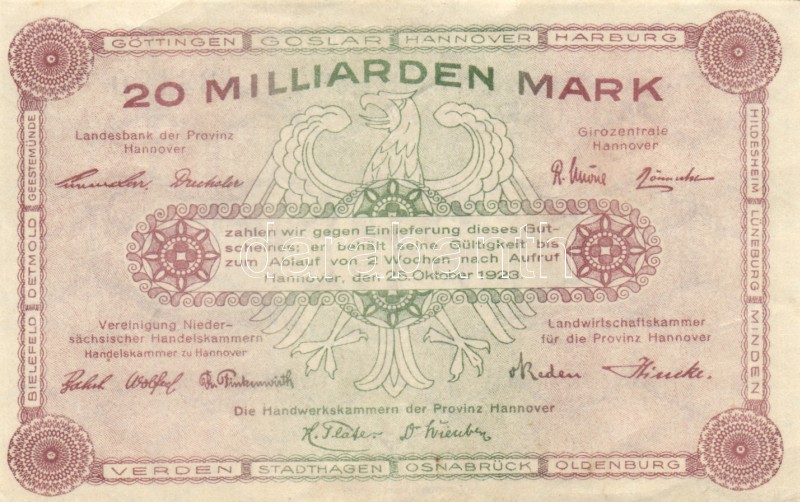 GÖTTINGEN GOSLAR HANNOVER HARBURG
20 MILLIARDEN MARK
Landesbank der Provinz
Hannover
Girozentrale
Hannover
Drechsler
zahlen wir gegen Einlieferung dieses Gut-
scheines; er behält seine Gültigkeit bis
zum Ablauf von 2 Wochen nach Aufruf
Hannover, den 25. Oktober 1923.
darabanth
Vereinigung Nieder-
sächsischer Handelskammern
Handelskammer zu Hannover
Landwirtschaftskammer
für die Provinz Hannover
Die Handwerkskammern der Provinz Hannover
VERDEN STADTHAGEN OSNABRÜCK OLDENBURG
BIELEFELD DETMOLD GEESTEMÜNDE
HILDESHEIM LÜNEBURG MINDEN